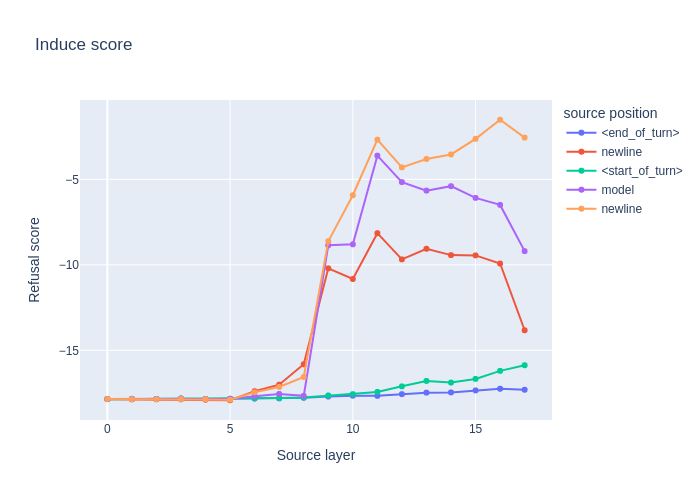 Induce score
source position
<end_of_turn>
newline
<start_of_turn>
model
newline
Refusal score
−5
−10
−15
0
5
10
15
Source layer